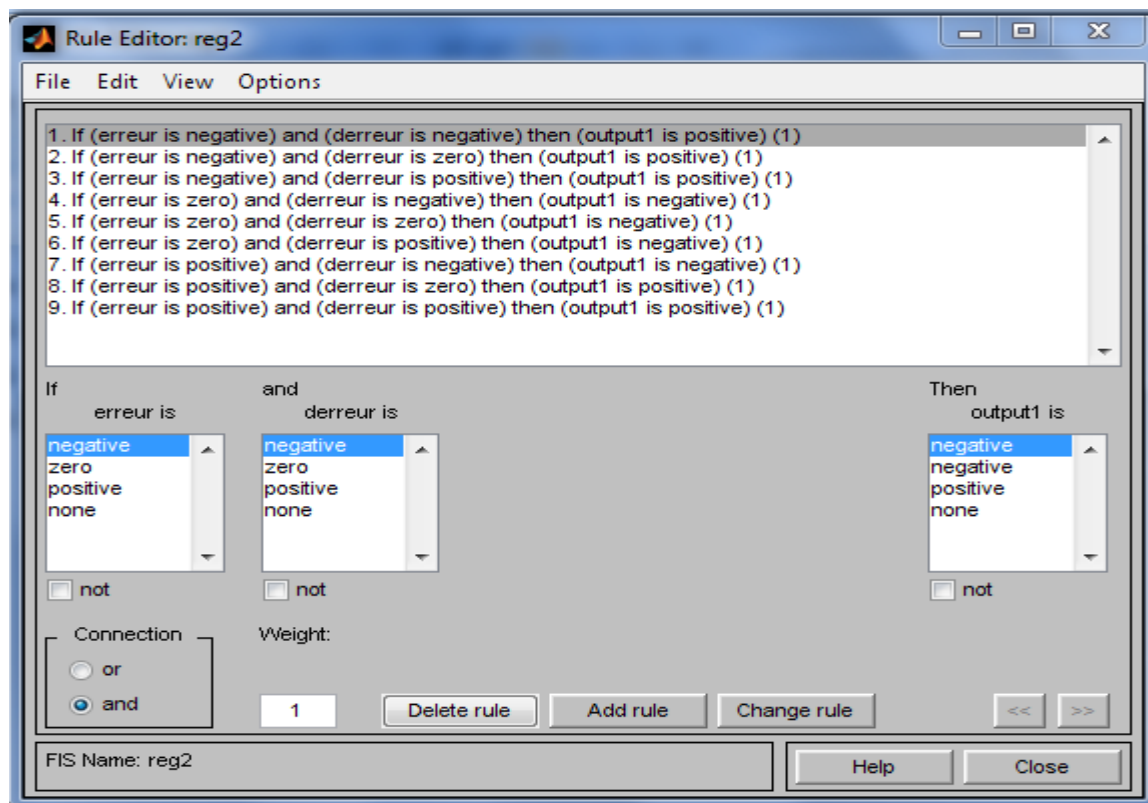 Rule Editor: reg2
File Edit View Options
1. If (erreur is negative) and (derreur is negative) then (output1 is positive) (1)
2. If (erreur is negative) and (derreur is zero) then (output1 is positive) (1)
3. If (erreur is negative) and (derreur is positive) then (output1 is positive) (1)
4. If (erreur is zero) and (derreur is negative) then (output1 is negative) (1)
5. If (erreur is zero) and (derreur is zero) then (output1 is negative) (1)
6. If (erreur is zero) and (derreur is positive) then (output1 is negative) (1)
7. If (erreur is positive) and (derreur is negative) then (output1 is negative) (1)
8. If (erreur is positive) and (derreur is zero) then (output1 is positive) (1)
9. If (erreur is positive) and (derreur is positive) then (output1 is positive) (1)
If and Then
erreur is derreur is output1 is
negative negative negative
zero zero negative
positive positive positive
none none none
not not not
Connection Weight:
or
and 1 Delete rule Add rule Change rule << >>
FIS Name: reg2 Help Close